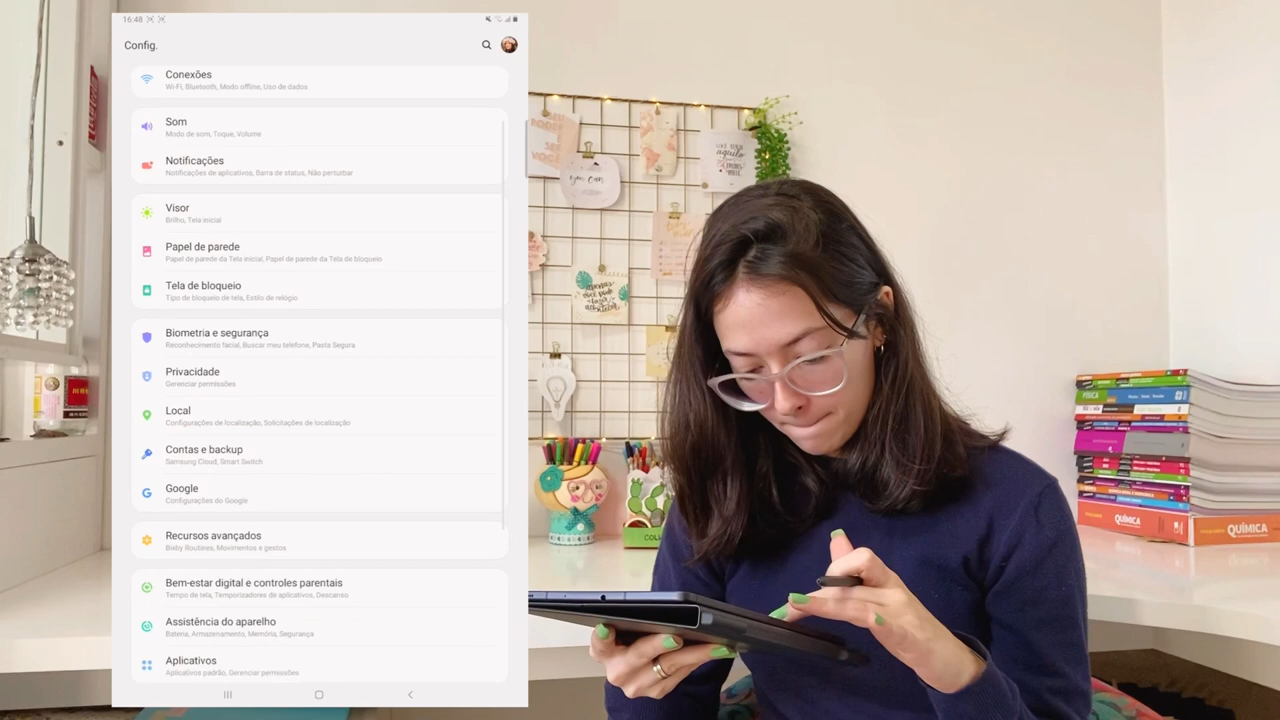 16:48
Config.
Conexões
Wi-Fi, Bluetooth, Modo offline, Uso de dados
Som
Modo de som, Toque, Volume
Notificações
Notificações de aplicativos, Barra de status, Não perturbar
Visor
Brilho, Tela inicial
Papel de parede
Papel de parede da Tela inicial, Papel de parede da Tela de bloqueio
Tela de bloqueio
Tipo de bloqueio de tela, Estilo de relógio
Biometria e segurança
Reconhecimento facial, Buscar meu telefone, Pasta Segura
Privacidade
Gerenciar permissões
Local
Configurações de localização, Solicitações de localização
Contas e backup
Samsung Cloud, Smart Switch
Google
Configurações do Google
Recursos avançados
Bixby Routines, Movimentos e gestos
Bem-estar digital e controles parentais
Tempo de tela, Temporizadores de aplicativos, Descanso
Assistência do aparelho
Bateria, Armazenamento, Memória, Segurança
Aplicativos
Aplicativos padrão, Gerenciar permissões
you can
FÍSICA
QUÍMICA
QUÍMICA